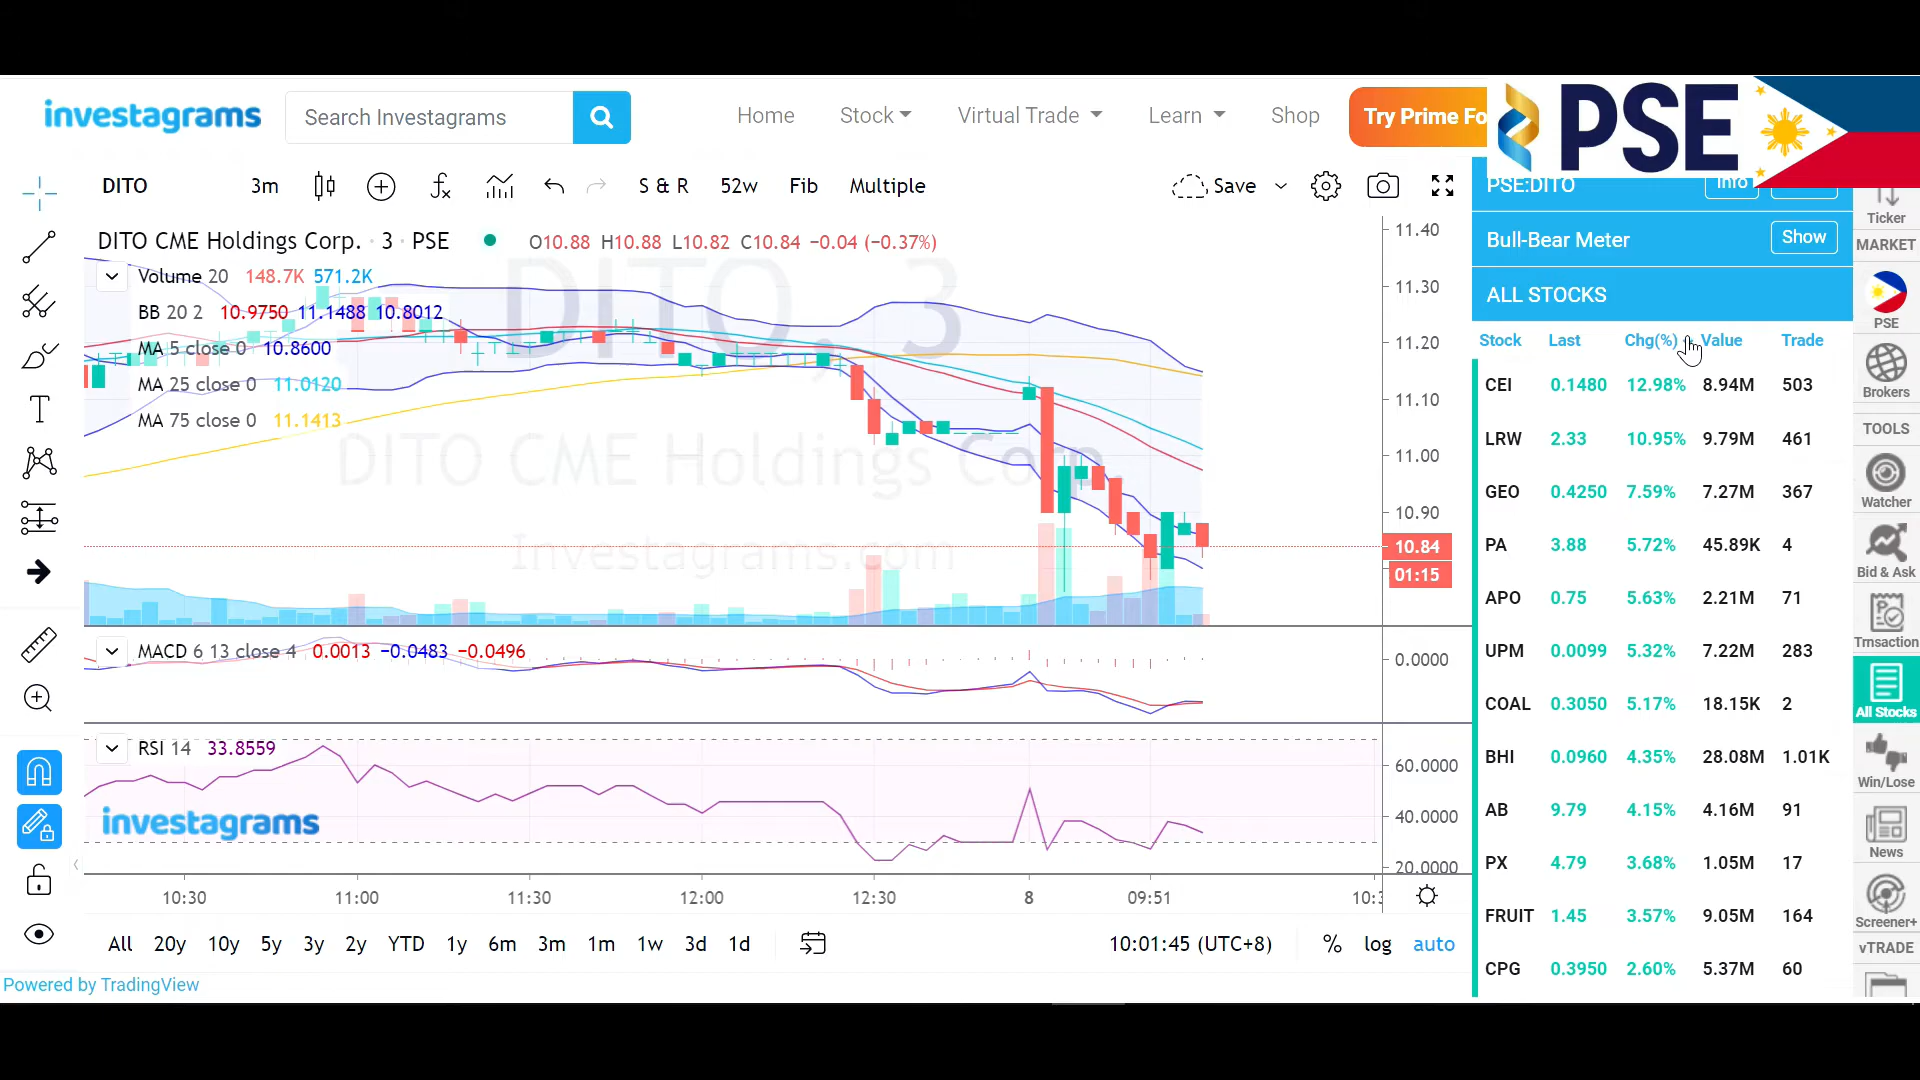 investagrams
Search Investagrams
Home Stock Virtual Trade Learn Shop
Try Prime Fo
PSE
DITO 3m S & R 52w Fib Multiple Save
DITO CME Holdings Corp. · 3 · PSE O10.88 H10.88 L10.82 C10.84 −0.04 (−0.37%)
Volume 20 148.7K 571.2K
BB 20 2 10.9750 11.1488 10.8012
MA 5 close 0 10.8600
MA 25 close 0 11.0120
MA 75 close 0 11.1413
DITO, 3
DITO CME Holdings Corp.
Investagrams.com
11.40
11.30
11.20
11.10
11.00
10.90
10.84
01:15
MACD 6 13 close 4 0.0013 −0.0483 −0.0496
0.0000
RSI 14 33.8559
60.0000
40.0000
20.0000
investagrams
10:30 11:00 11:30 12:00 12:30 8 09:51
All 20y 10y 5y 3y 2y YTD 1y 6m 3m 1m 1w 3d 1d
10:01:45 (UTC+8) % log auto
Powered by TradingView
PSE:DITO Info
Bull-Bear Meter Show
ALL STOCKS
Stock Last Chg(%) Value Trade
CEI 0.1480 12.98% 8.94M 503
LRW 2.33 10.95% 9.79M 461
GEO 0.4250 7.59% 7.27M 367
PA 3.88 5.72% 45.89K 4
APO 0.75 5.63% 2.21M 71
UPM 0.0099 5.32% 7.22M 283
COAL 0.3050 5.17% 18.15K 2
BHI 0.0960 4.35% 28.08M 1.01K
AB 9.79 4.15% 4.16M 91
PX 4.79 3.68% 1.05M 17
FRUIT 1.45 3.57% 9.05M 164
CPG 0.3950 2.60% 5.37M 60
Ticker
MARKET
PSE
Brokers
TOOLS
Watcher
Bid & Ask
Trnsaction
All Stocks
Win/Lose
News
Screener+
vTRADE